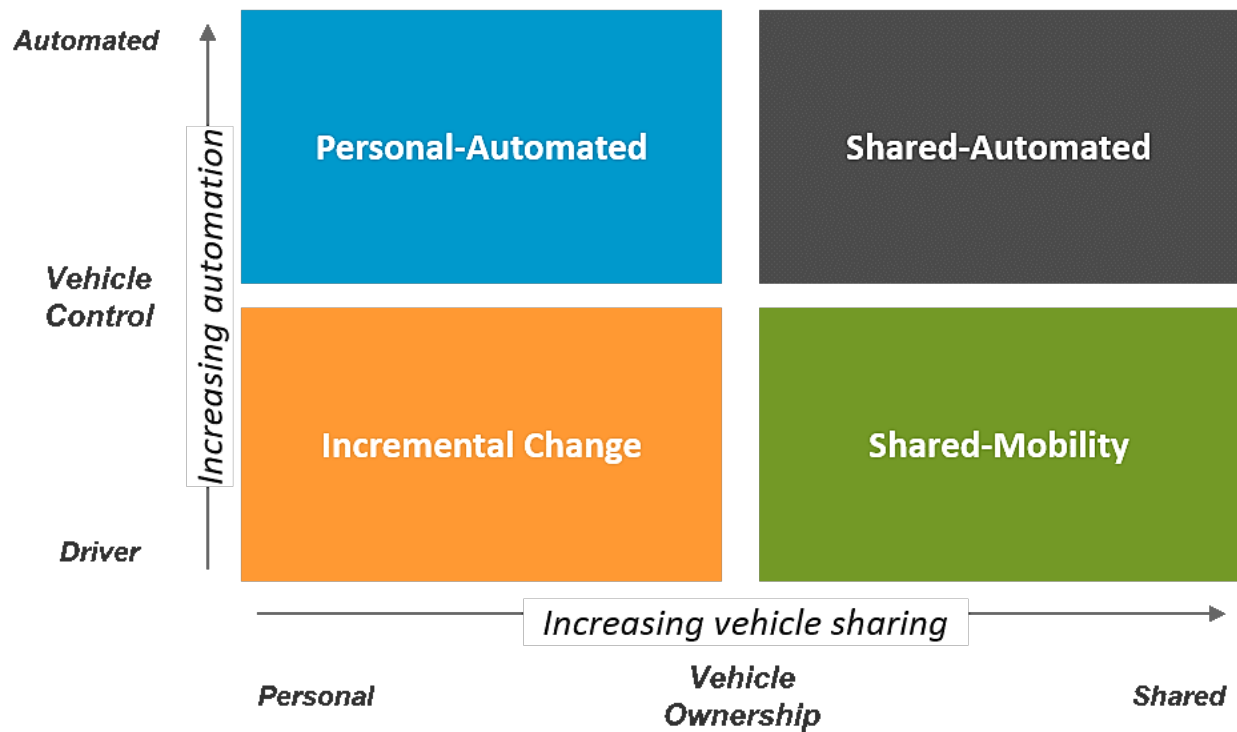 Automated
Personal-Automated
Shared-Automated
Increasing automation
Vehicle
Control
Incremental Change
Shared-Mobility
Driver
Increasing vehicle sharing
Personal
Vehicle
Ownership
Shared